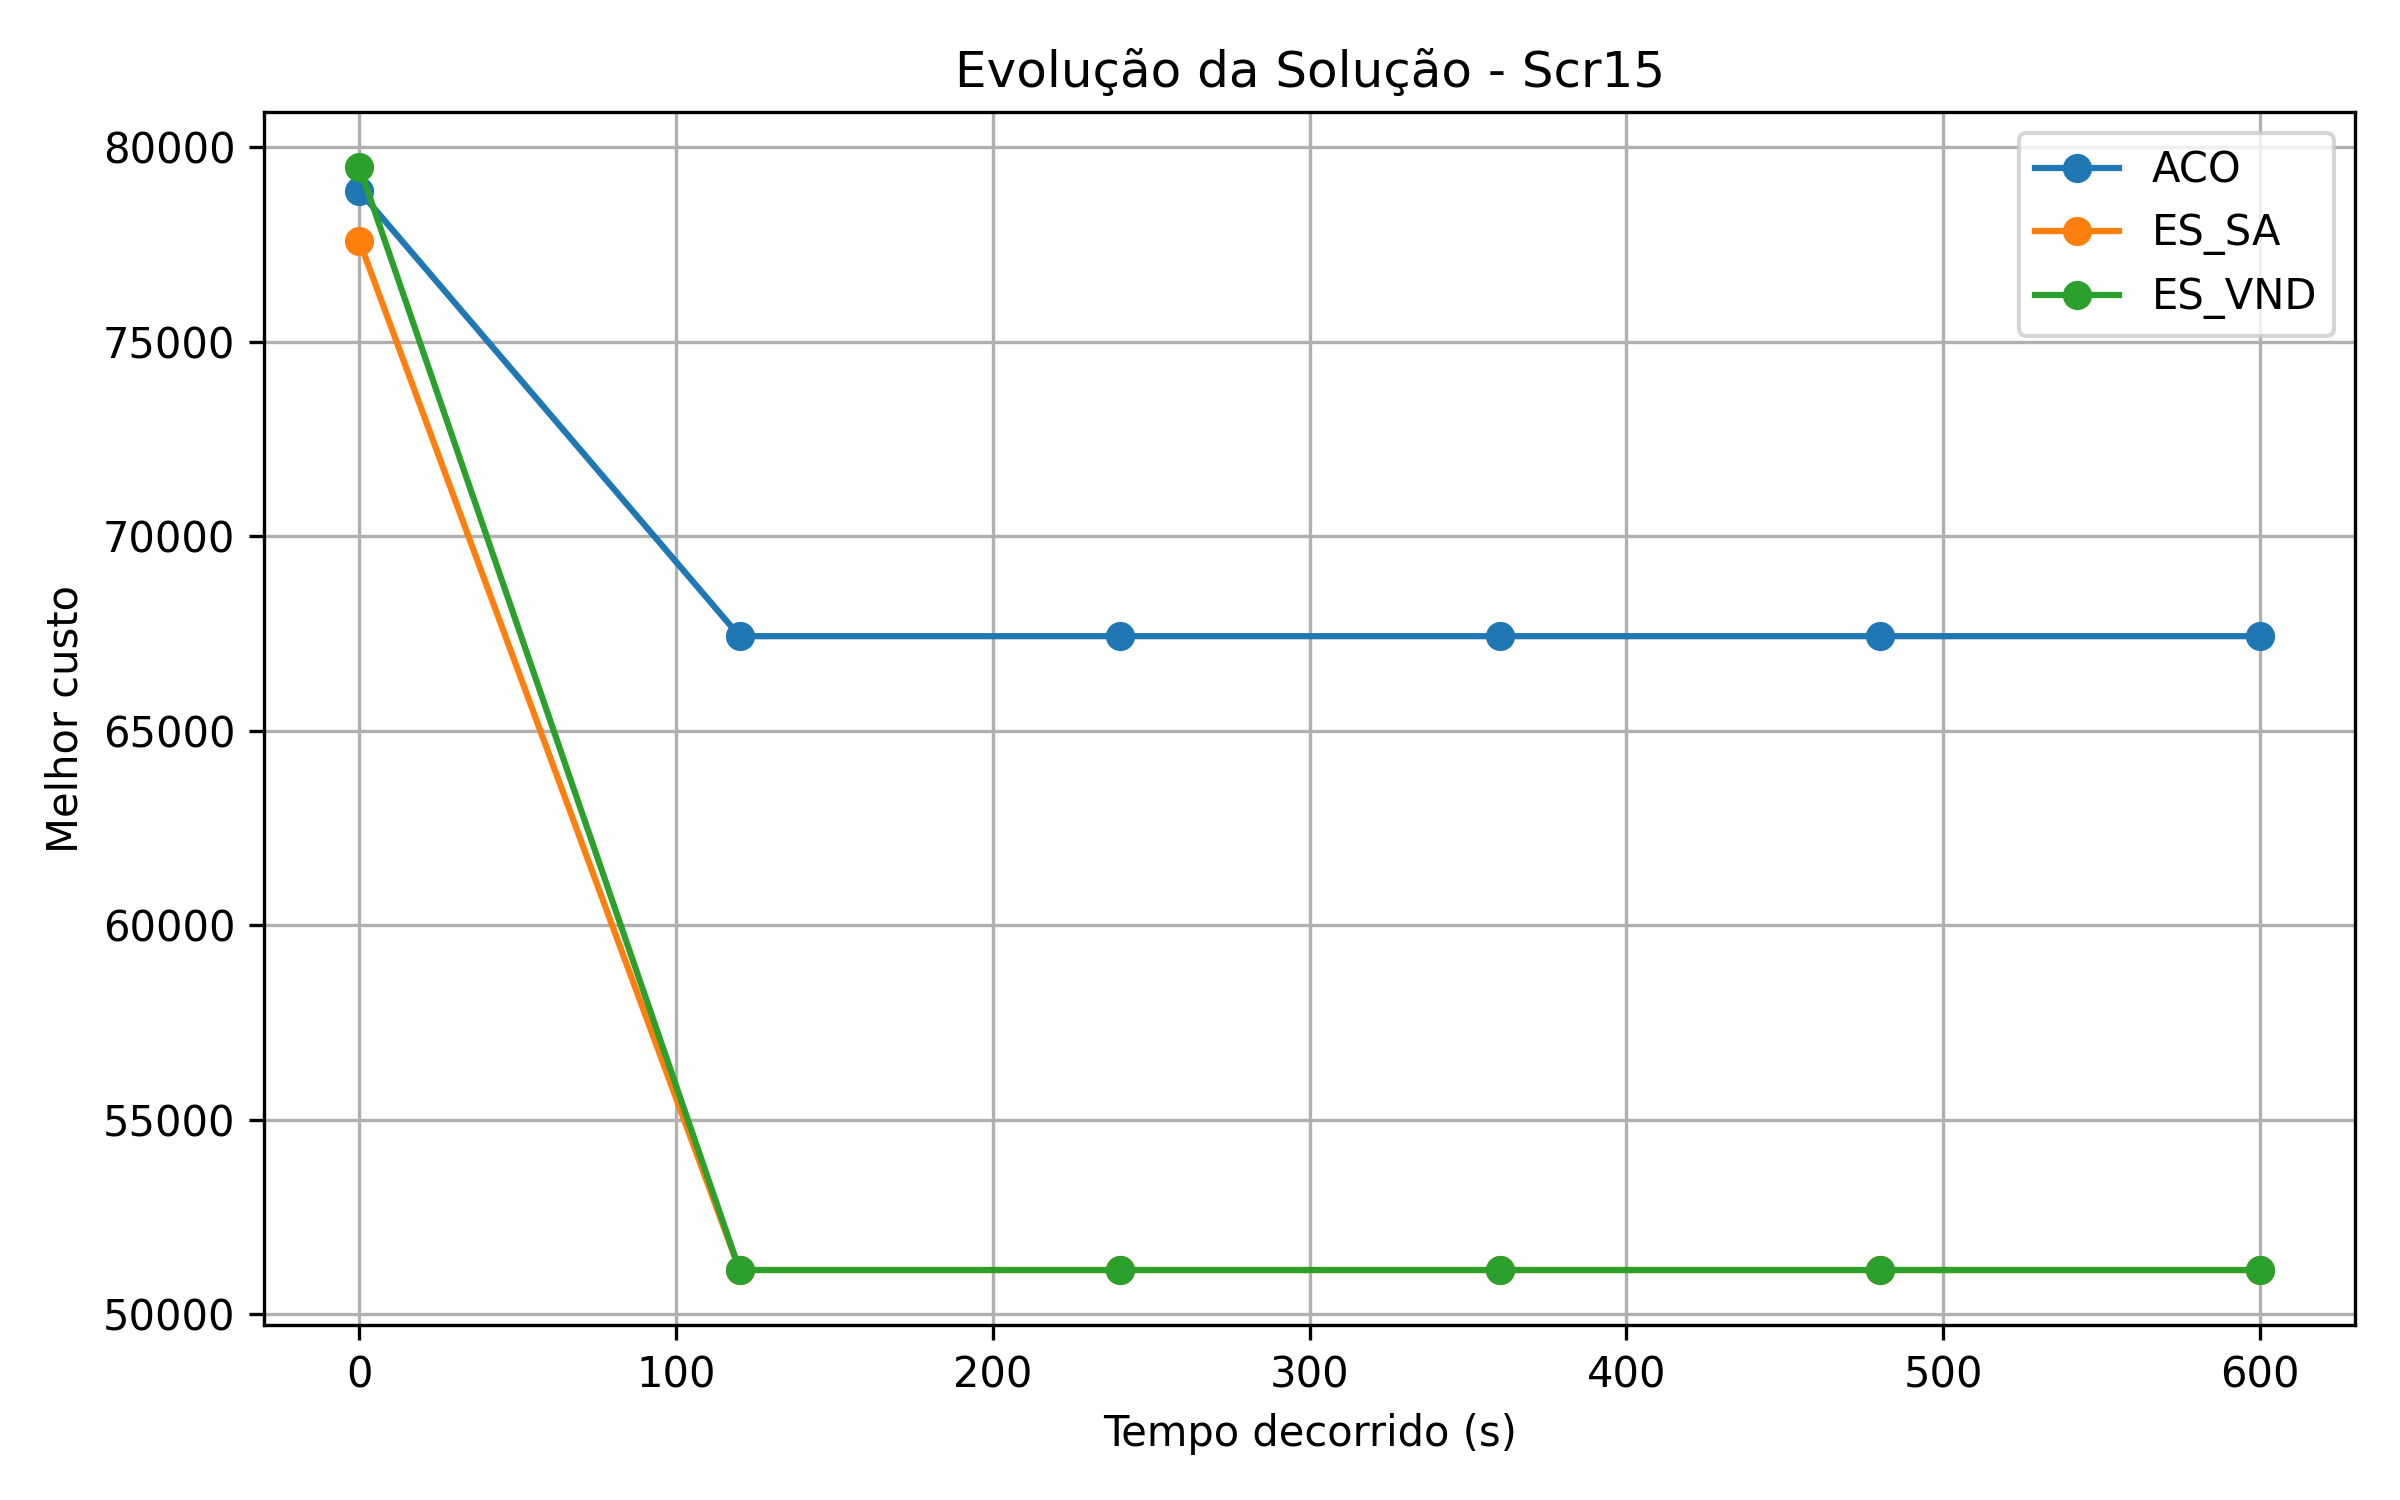 Evolução da Solução - Scr15
80000
75000
70000
65000
60000
55000
50000
Melhor custo
ACO
ES_SA
ES_VND
0 100 200 300 400 500 600
Tempo decorrido (s)